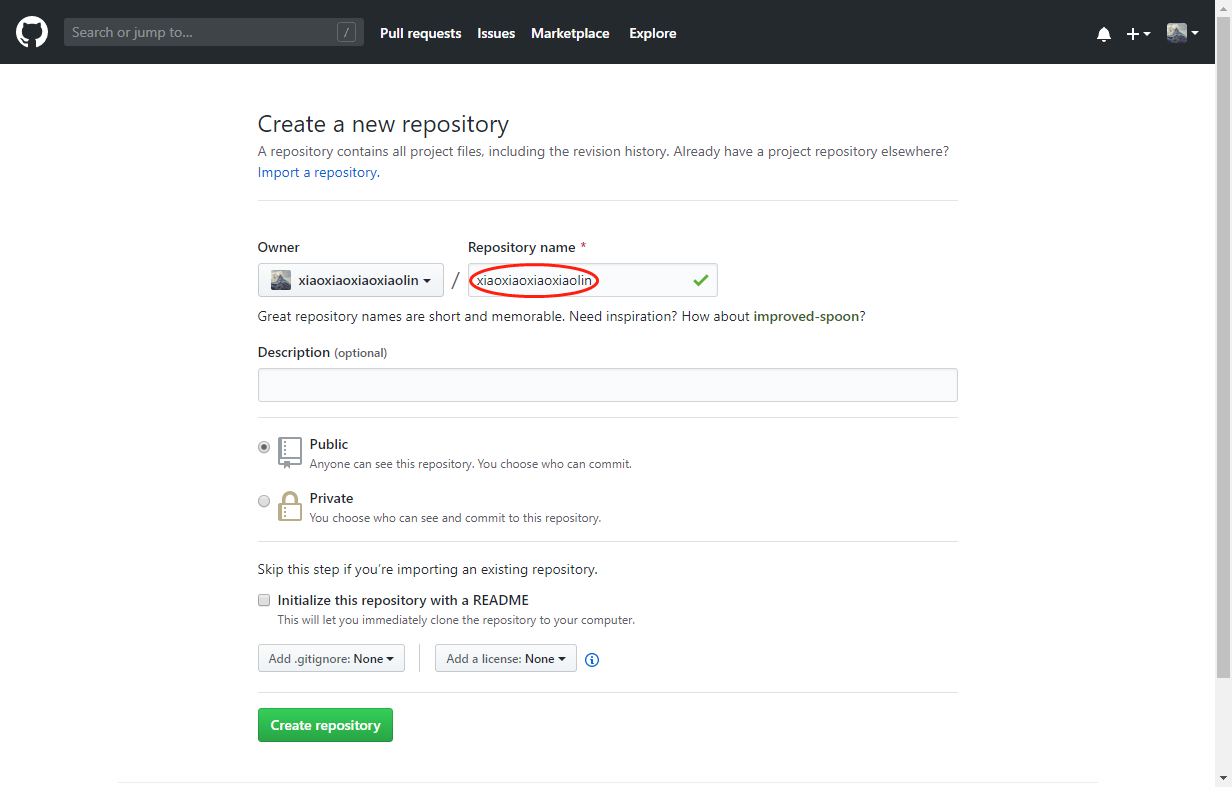 Search or jump to... /
Pull requests Issues Marketplace Explore
Create a new repository
A repository contains all project files, including the revision history. Already have a project repository elsewhere?
Import a repository.
Owner Repository name *
xiaoxiaoxiaoxiaolin / xiaoxiaoxiaoxiaolin
Great repository names are short and memorable. Need inspiration? How about improved-spoon?
Description (optional)
Public
Anyone can see this repository. You choose who can commit.
Private
You choose who can see and commit to this repository.
Skip this step if you're importing an existing repository.
Initialize this repository with a README
This will let you immediately clone the repository to your computer.
Add .gitignore: None Add a license: None
Create repository